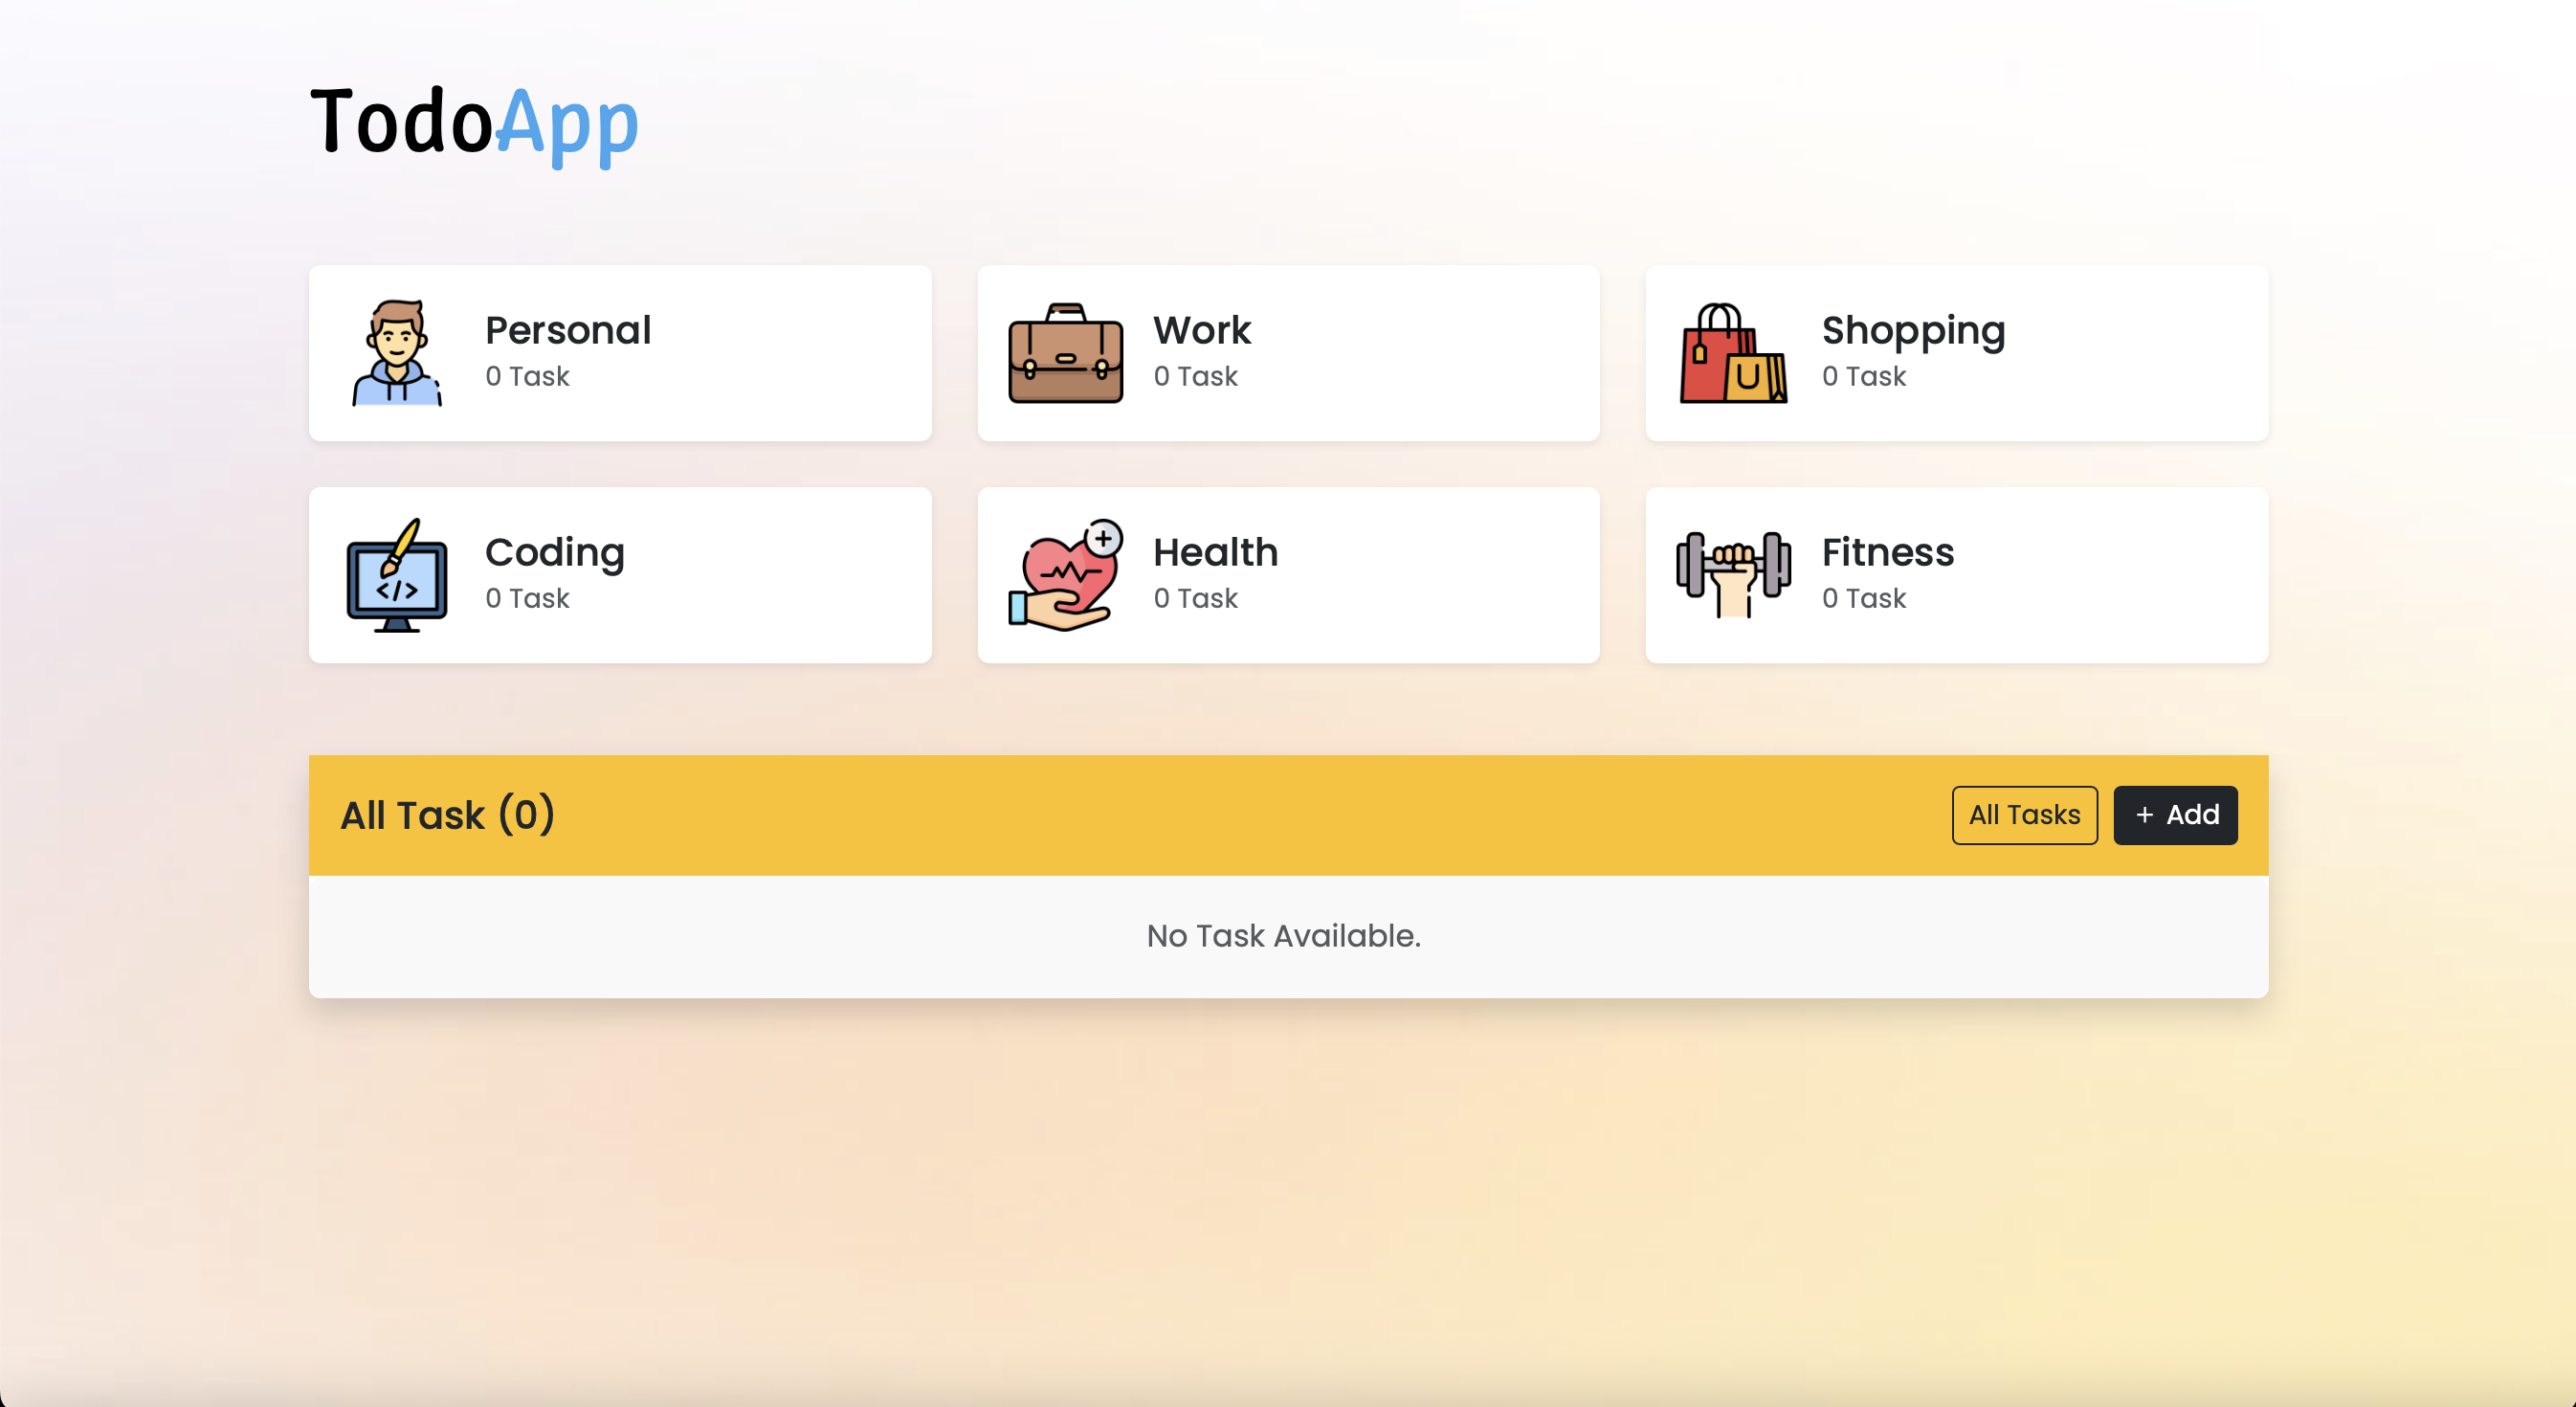 TodoApp
Personal
0 Task
Work
0 Task
Shopping
0 Task
Coding
0 Task
Health
0 Task
Fitness
0 Task
All Task (0)
All Tasks
+ Add
No Task Available.